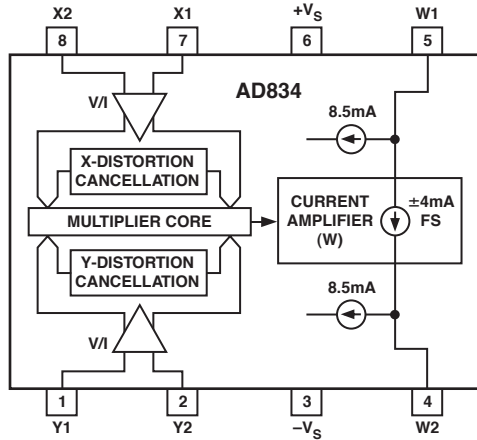 X2 X1 +VS W1
8 7 6 5
AD834
V/I
8.5mA
X-DISTORTION
CANCELLATION
MULTIPLIER CORE
CURRENT
AMPLIFIER
(W)
±4mA
FS
Y-DISTORTION
CANCELLATION
8.5mA
V/I
1 2 3 4
Y1 Y2 –VS W2